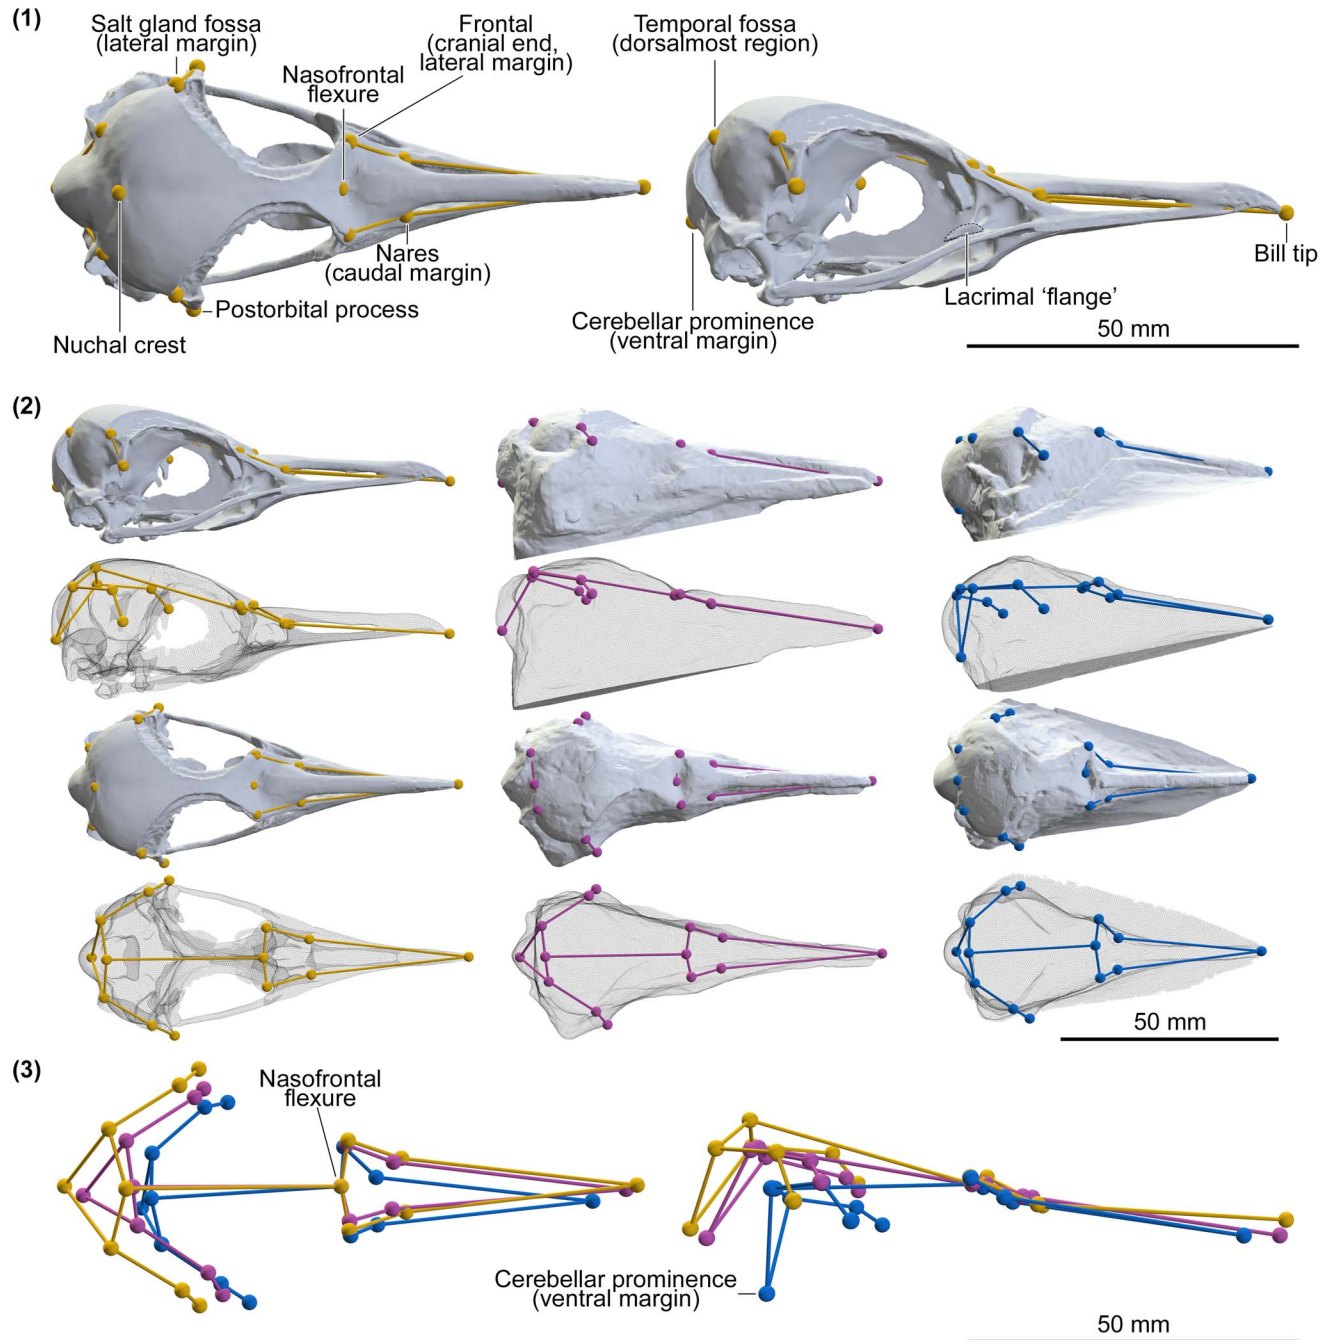 (1)
Salt gland fossa
(lateral margin)
Frontal
(cranial end,
lateral margin)
Nasofrontal
flexure
Temporal fossa
(dorsalmost region)
Nares
(caudal margin)
Postorbital process
Nuchal crest
Bill tip
Lacrimal ‘flange’
Cerebellar prominence
(ventral margin)
50 mm
(2)
50 mm
(3)
Nasofrontal
flexure
Cerebellar prominence
(ventral margin)
50 mm